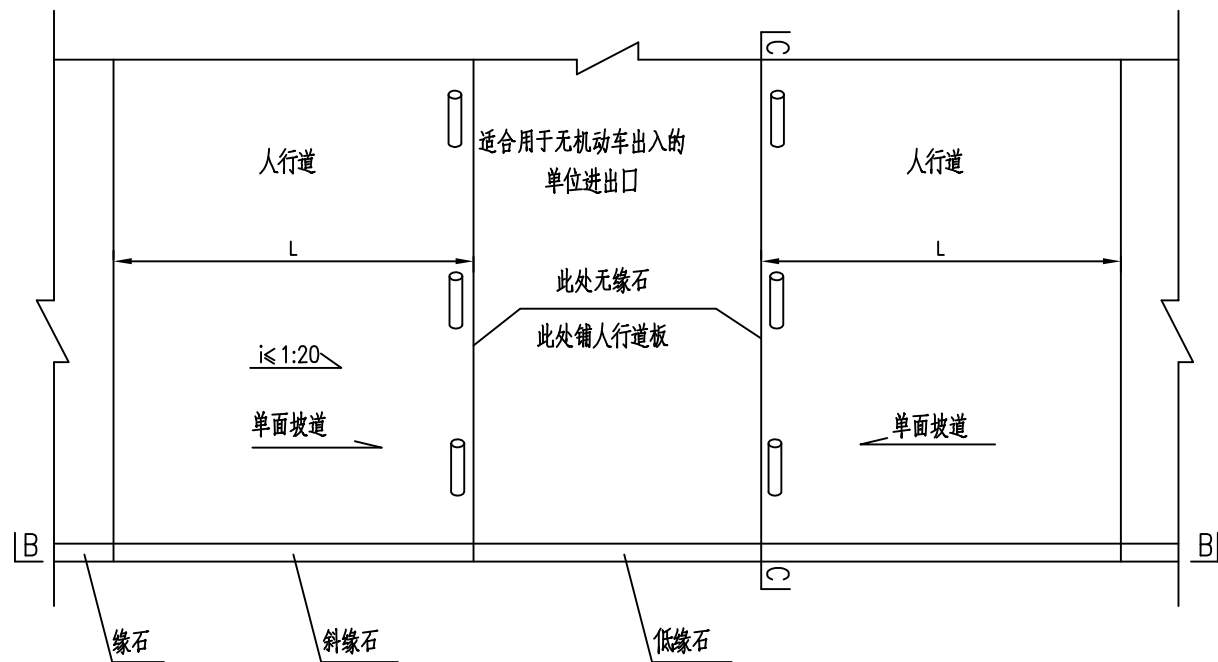 C
适合用于无机动车出入的
单位进出口
人行道
人行道
L
L
此处无缘石
此处铺人行道板
i≤1:20
单面坡道
单面坡道
B
B
C
缘石
斜缘石
低缘石